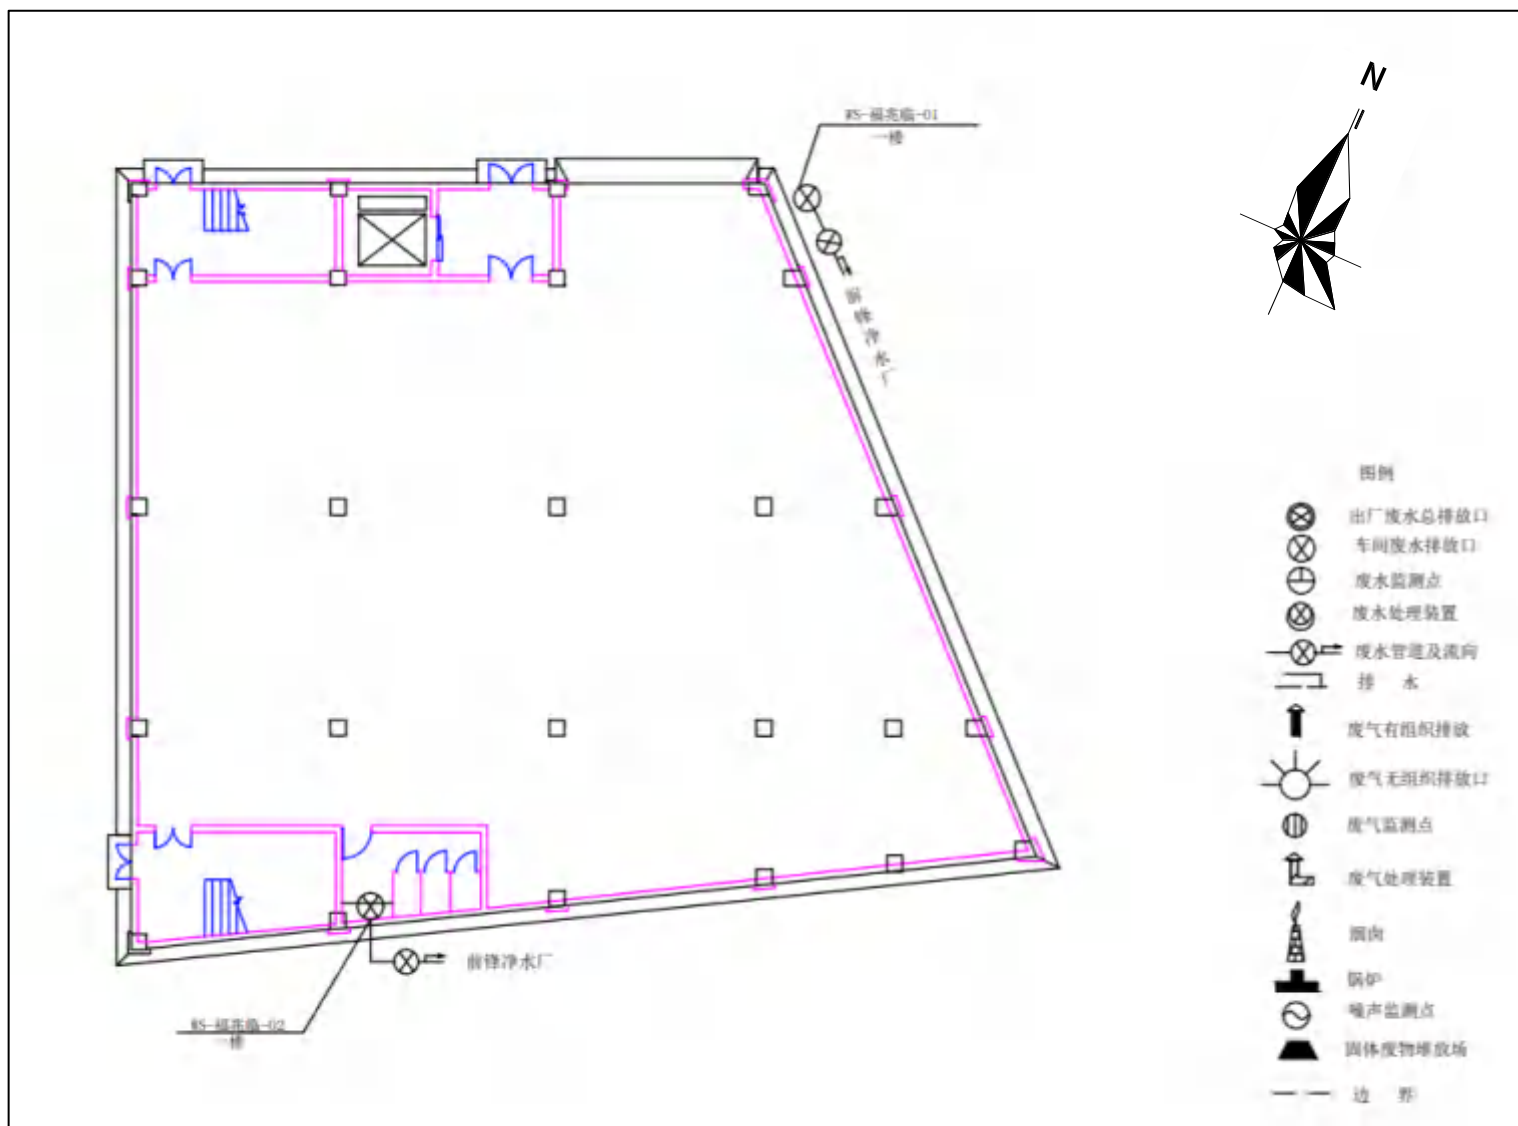 N
WS-福兆临-01
一楼
前锋净水厂
图例
出厂废水总排放口
车间废水排放口
废水监测点
废水处理装置
废水管道及流向
排 水
废气有组织排放
废气无组织排放口
废气监测点
废气处理装置
烟囱
锅炉
噪声监测点
固体废物堆放场
边 界
前锋净水厂
WS-福兆临-02
一楼